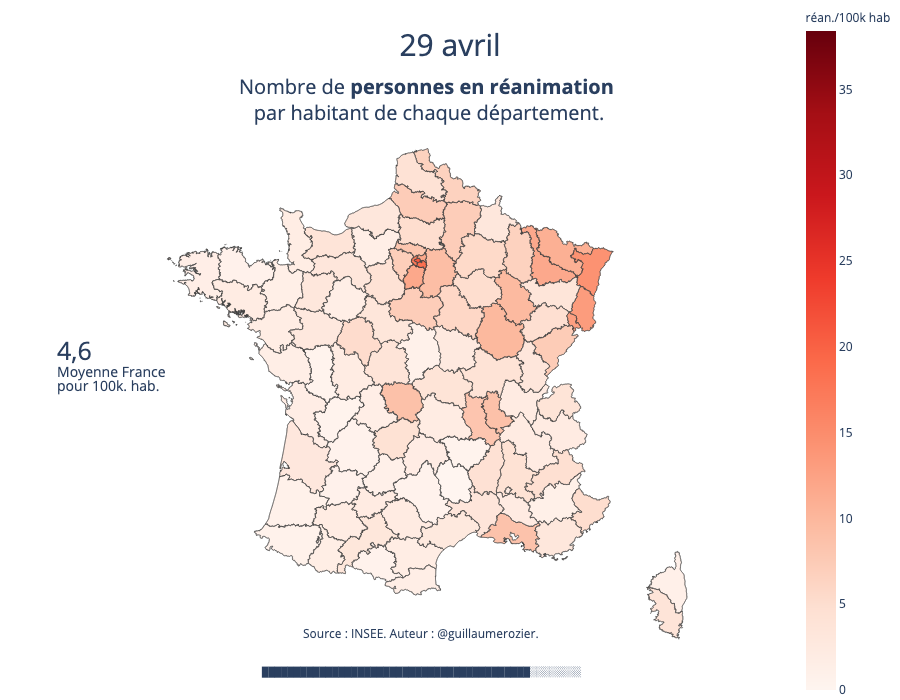 réan./100k hab
29 avril
Nombre de personnes en réanimation
par habitant de chaque département.
35
30
25
20
15
10
5
0
4,6
Moyenne France
pour 100k. hab.
Source : INSEE. Auteur : @guillaumerozier.